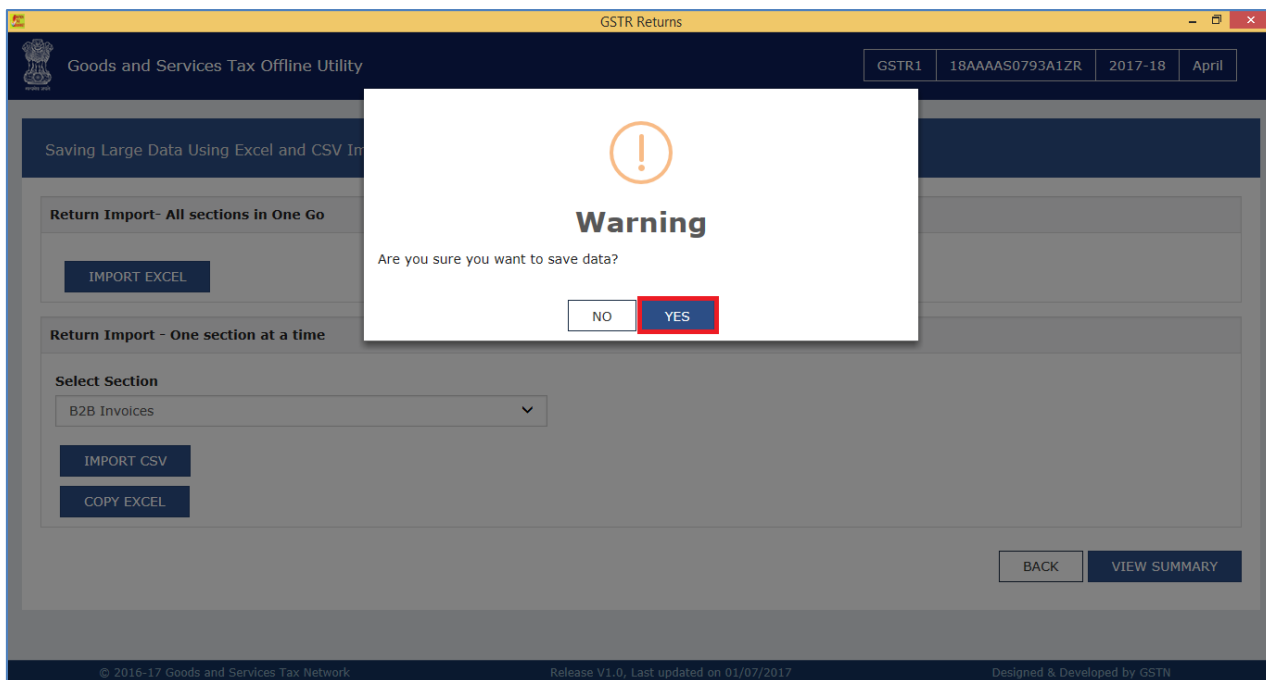 GSTR Returns
Goods and Services Tax Offline Utility
GSTR1 18AAAAS0793A1ZR 2017-18 April
Saving Large Data Using Excel and CSV Im
Warning
Are you sure you want to save data?
NO YES
Return Import- All sections in One Go
IMPORT EXCEL
Return Import - One section at a time
Select Section
B2B Invoices
IMPORT CSV
COPY EXCEL
BACK VIEW SUMMARY
© 2016-17 Goods and Services Tax Network Release V1.0, Last updated on 01/07/2017 Designed & Developed by GSTN